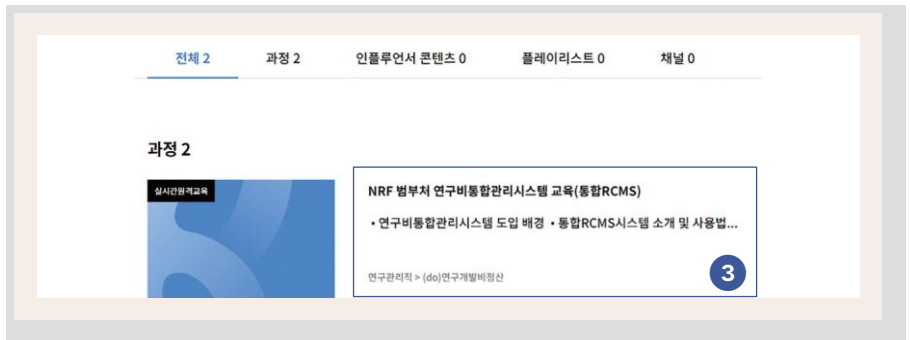 전체 2 과정 2 인플루언서 콘텐츠 0 플레이리스트 0 채널 0
과정 2
실시간원격교육
NRF 범부처 연구비통합관리시스템 교육(통합RCMS)
• 연구비통합관리시스템 도입 배경 • 통합RCMS시스템 소개 및 사용법...
연구관리직 > (do)연구개발비정산
3